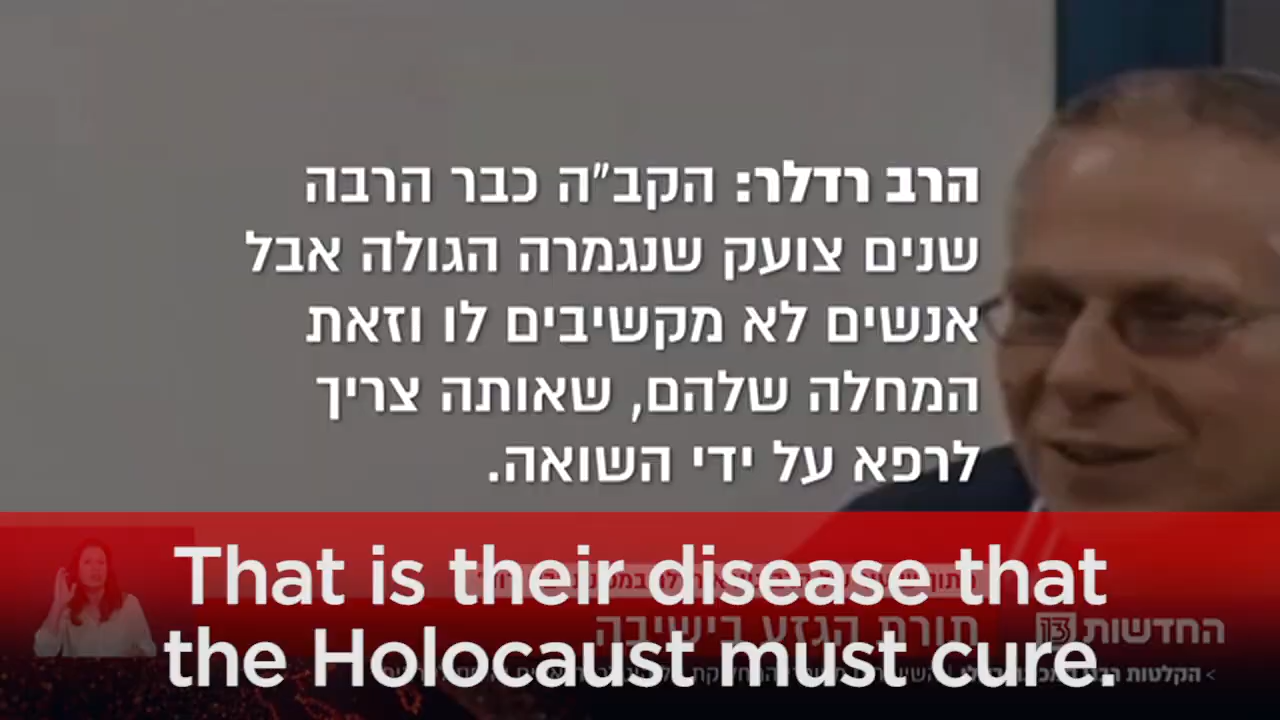 הרב רדלר: הקב״ה כבר הרבה
שנים צועק שנגמרה הגולה אבל
אנשים לא מקשיבים לו וזאת
המחלה שלהם, שאותה צריך
לרפא על ידי השואה.
That is their disease that
the Holocaust must cure.
תורת הגזע בישיבה
החדשות 13